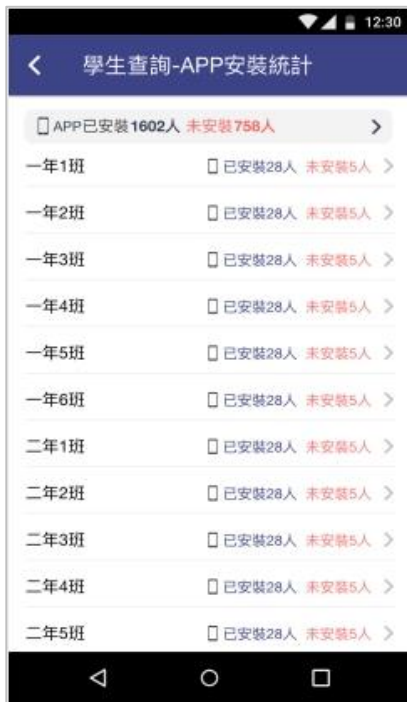 12:30
學生查詢-APP安裝統計
APP已安裝1602人 未安裝758人
一年1班 已安裝28人 未安裝5人
一年2班 已安裝28人 未安裝5人
一年3班 已安裝28人 未安裝5人
一年4班 已安裝28人 未安裝5人
一年5班 已安裝28人 未安裝5人
一年6班 已安裝28人 未安裝5人
二年1班 已安裝28人 未安裝5人
二年2班 已安裝28人 未安裝5人
二年3班 已安裝28人 未安裝5人
二年4班 已安裝28人 未安裝5人
二年5班 已安裝28人 未安裝5人